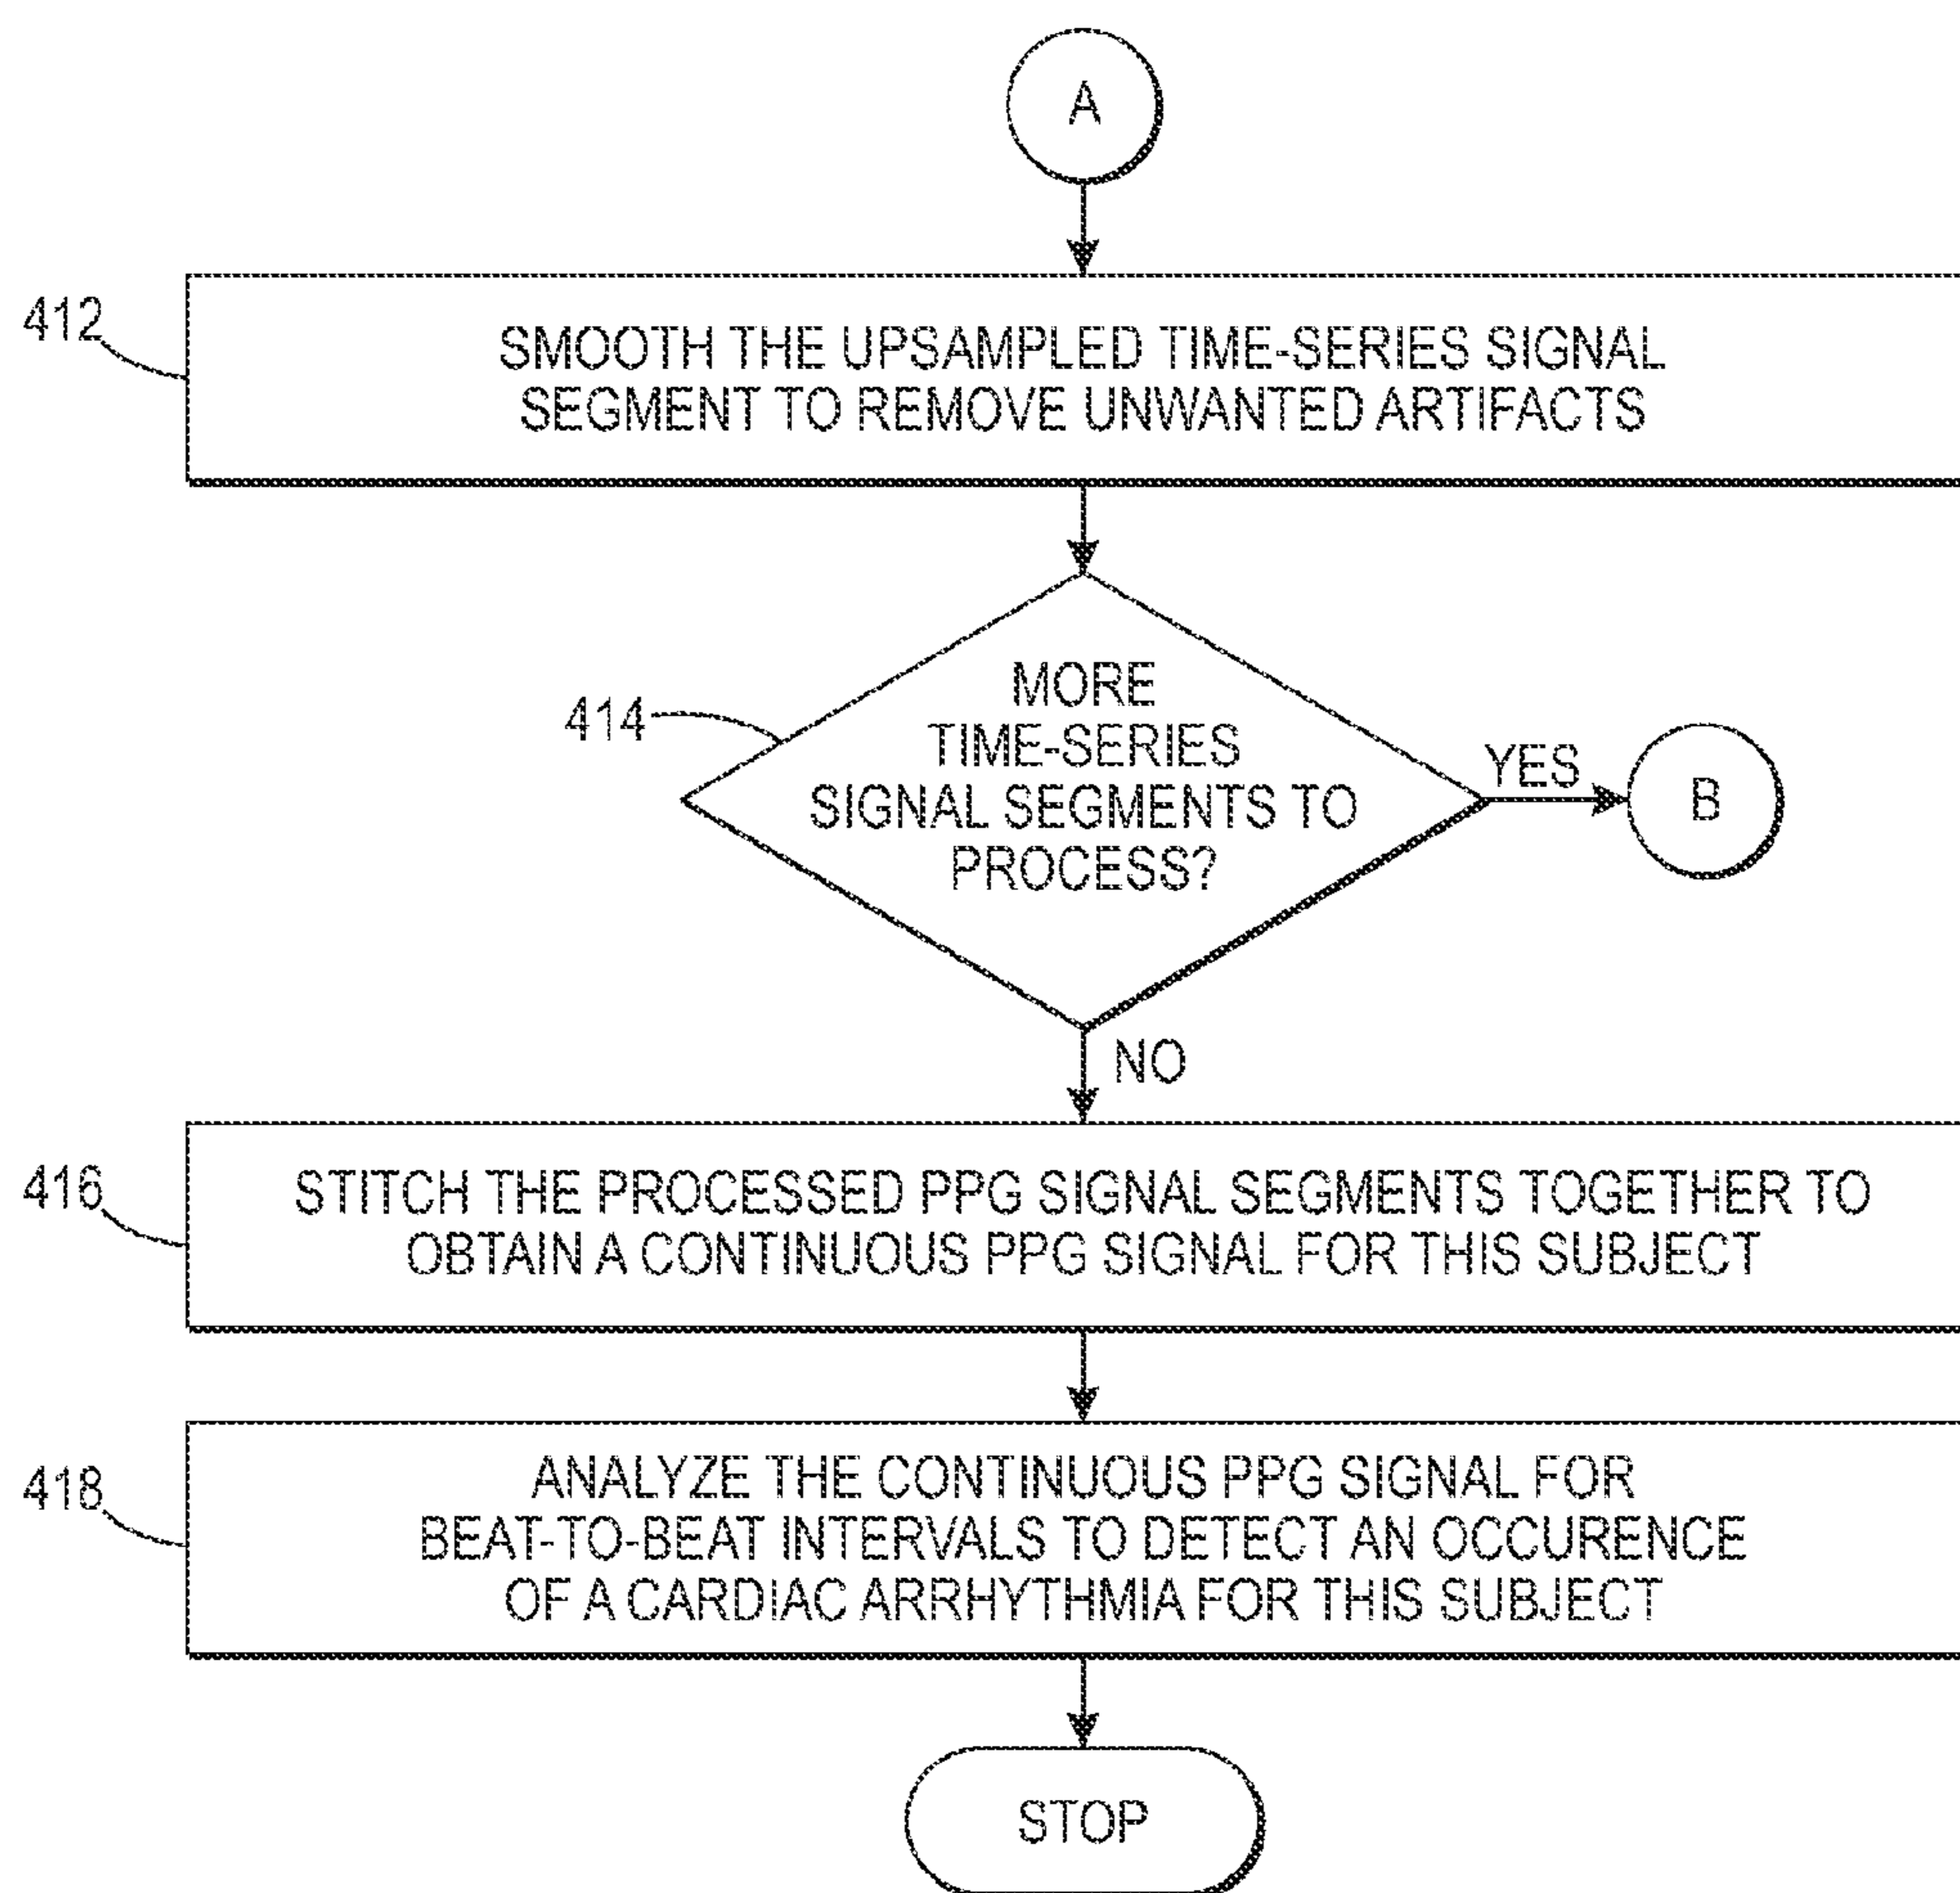 A
412
SMOOTH THE UPSAMPLED TIME-SERIES SIGNAL
SEGMENT TO REMOVE UNWANTED ARTIFACTS
414
MORE
TIME-SERIES
SIGNAL SEGMENTS TO
PROCESS?
YES
B
NO
416
STITCH THE PROCESSED PPG SIGNAL SEGMENTS TOGETHER TO
OBTAIN A CONTINUOUS PPG SIGNAL FOR THIS SUBJECT
418
ANALYZE THE CONTINUOUS PPG SIGNAL FOR
BEAT-TO-BEAT INTERVALS TO DETECT AN OCCURENCE
OF A CARDIAC ARRHYTHMIA FOR THIS SUBJECT
STOP